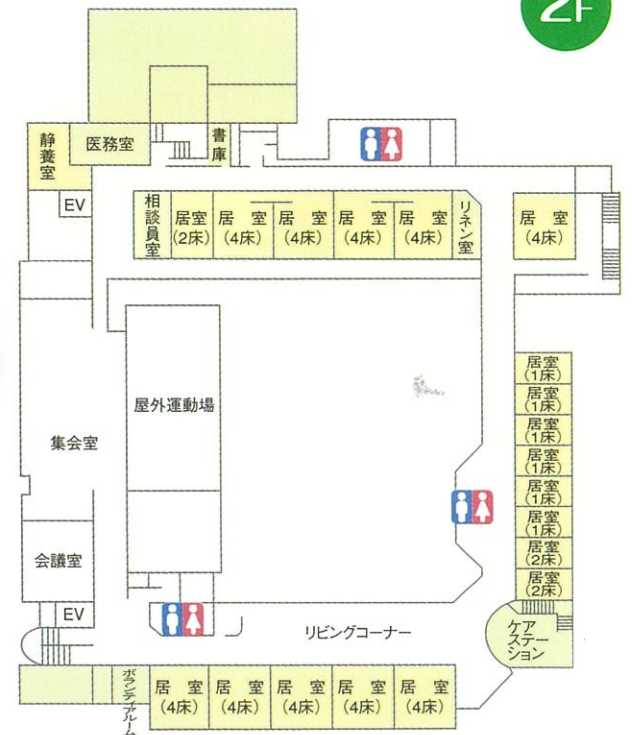 2F
静養室
医務室
書庫
EV
相談員室
居室
(2床)
居 室
(4床)
居 室
(4床)
居 室
(4床)
居 室
(4床)
リネン室
居 室
(4床)
屋外運動場
集会室
居室
(1床)
居室
(1床)
居室
(1床)
居室
(1床)
居室
(1床)
居室
(1床)
居室
(2床)
居室
(2床)
会議室
EV
リビングコーナー
ケア
ステー
ション
ボランティアルーム
居 室
(4床)
居 室
(4床)
居 室
(4床)
居 室
(4床)
居 室
(4床)